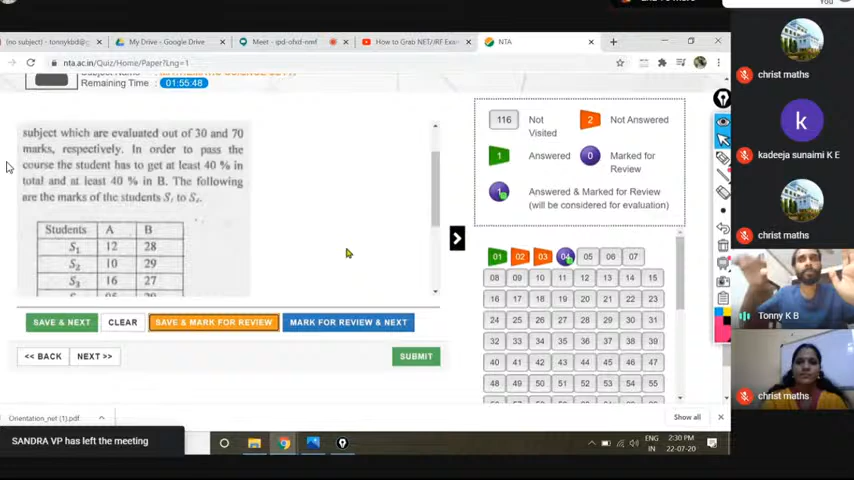 You
(no subject) - tonnykbd@g
My Drive - Google Drive
Meet - ipd-ofxd-nmf
How to Grab NET/JRF Exa
NTA
nta.ac.in/Quiz/Home/Paper?Lng=1
Remaining Time : 01:55:48
subject which are evaluated out of 30 and 70
marks, respectively. In order to pass the
course the student has to get at least 40 % in
total and at least 40 % in B. The following
are the marks of the students S1 to S
Students A B
S1 12 28
S2 10 29
S3 16 27
SAVE & NEXT CLEAR SAVE & MARK FOR REVIEW MARK FOR REVIEW & NEXT
<< BACK NEXT >> SUBMIT
116 Not Visited
2 Not Answered
1 Answered
0 Marked for Review
1 Answered & Marked for Review
(will be considered for evaluation)
01 02 03 04 05 06 07
08 09 10 11 12 13 14 15
16 17 18 19 20 21 22 23
24 25 26 27 28 29 30 31
32 33 34 35 36 37 38 39
40 41 42 43 44 45 46 47
48 49 50 51 52 53 54 55
christ maths
kadeeja sunaimi K E
christ maths
Tonny K B
christ maths
Orientation_net (1).pdf
Show all
SANDRA VP has left the meeting
ENG
IN
2:30 PM
22-07-20